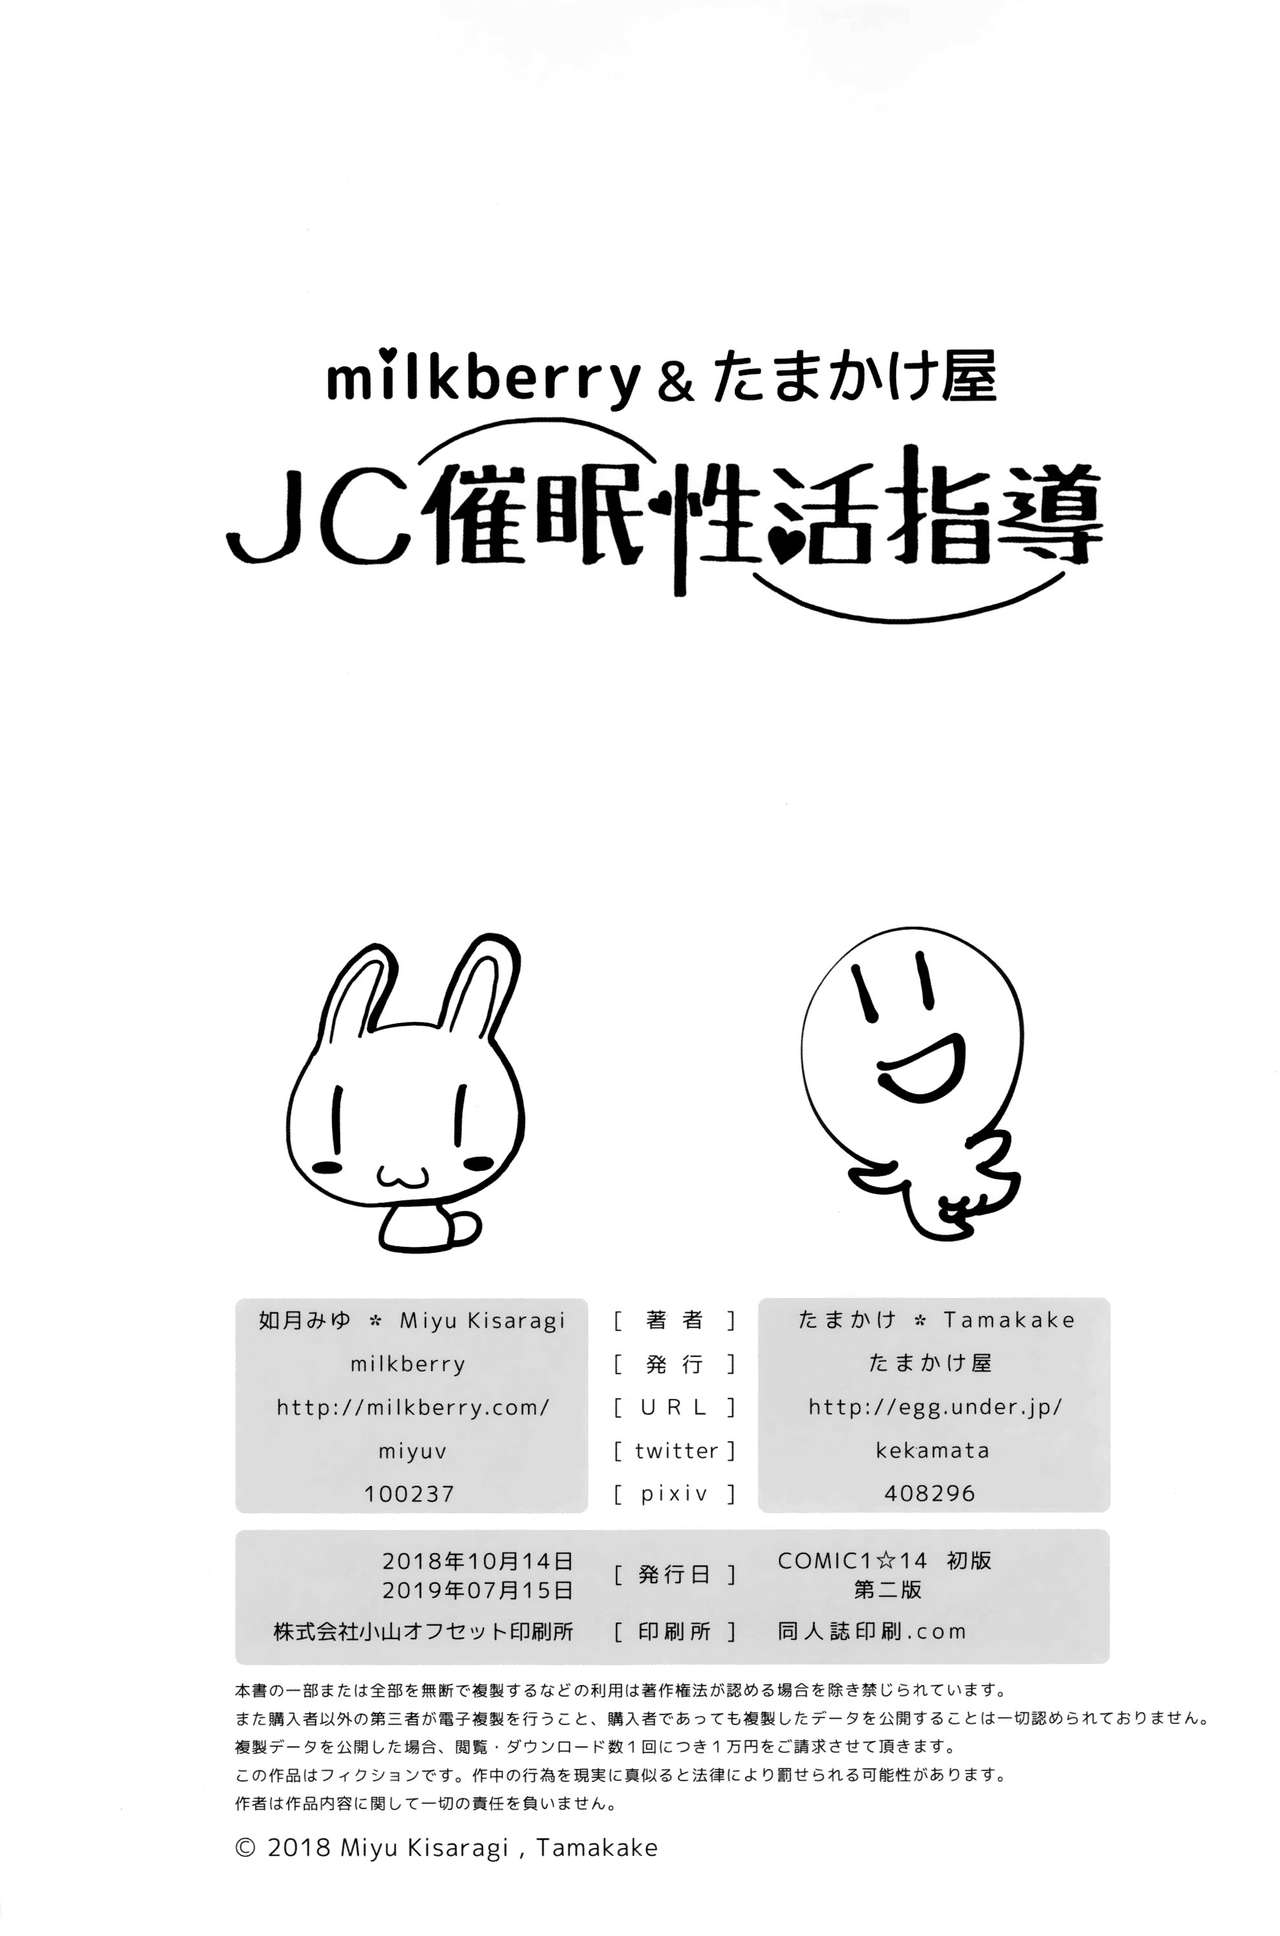 milkberry & たまかけ屋
JC催眠性活指導
如月みゆ ＊ Miyu Kisaragi [ 著者 ] たまかけ ＊ Tamakake
milkberry [ 発行 ] たまかけ屋
http://milkberry.com/ [ URL ] http://egg.under.jp/
miyuv [ twitter ] kekamata
100237 [ pixiv ] 408296
2018年10月14日 [ 発行日 ] COMIC1☆14 初版
2019年07月15日 第二版
株式会社小山オフセット印刷所 [ 印刷所 ] 同人誌印刷.com
本書の一部または全部を無断で複製するなどの利用は著作権法が認める場合を除き禁じられています。
また購入者以外の第三者が電子複製を行うこと、購入者であっても複製したデータを公開することは一切認められておりません。
複製データを公開した場合、閲覧・ダウンロード数１回につき１万円をご請求させて頂きます。
この作品はフィクションです。作中の行為を現実に真似ると法律により罰せられる可能性があります。
作者は作品内容に関して一切の責任を負いません。
© 2018 Miyu Kisaragi , Tamakake